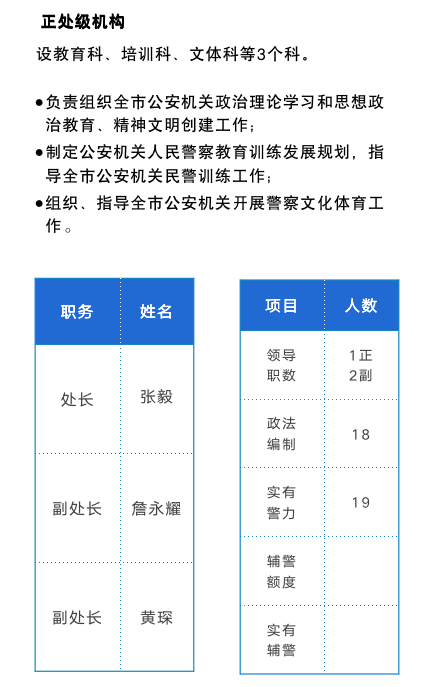 正处级机构
设教育科、培训科、文体科等3个科。
●负责组织全市公安机关政治理论学习和思想政
治教育、精神文明创建工作；
●制定公安机关人民警察教育训练发展规划，指
导全市公安机关民警训练工作；
●组织、指导全市公安机关开展警察文化体育工
作。
职务 姓名
处长 张毅
副处长 詹永耀
副处长 黄琛
项目 人数
领导 1正
职数 2副
政法
编制 18
实有
警力 19
辅警
额度
实有
辅警